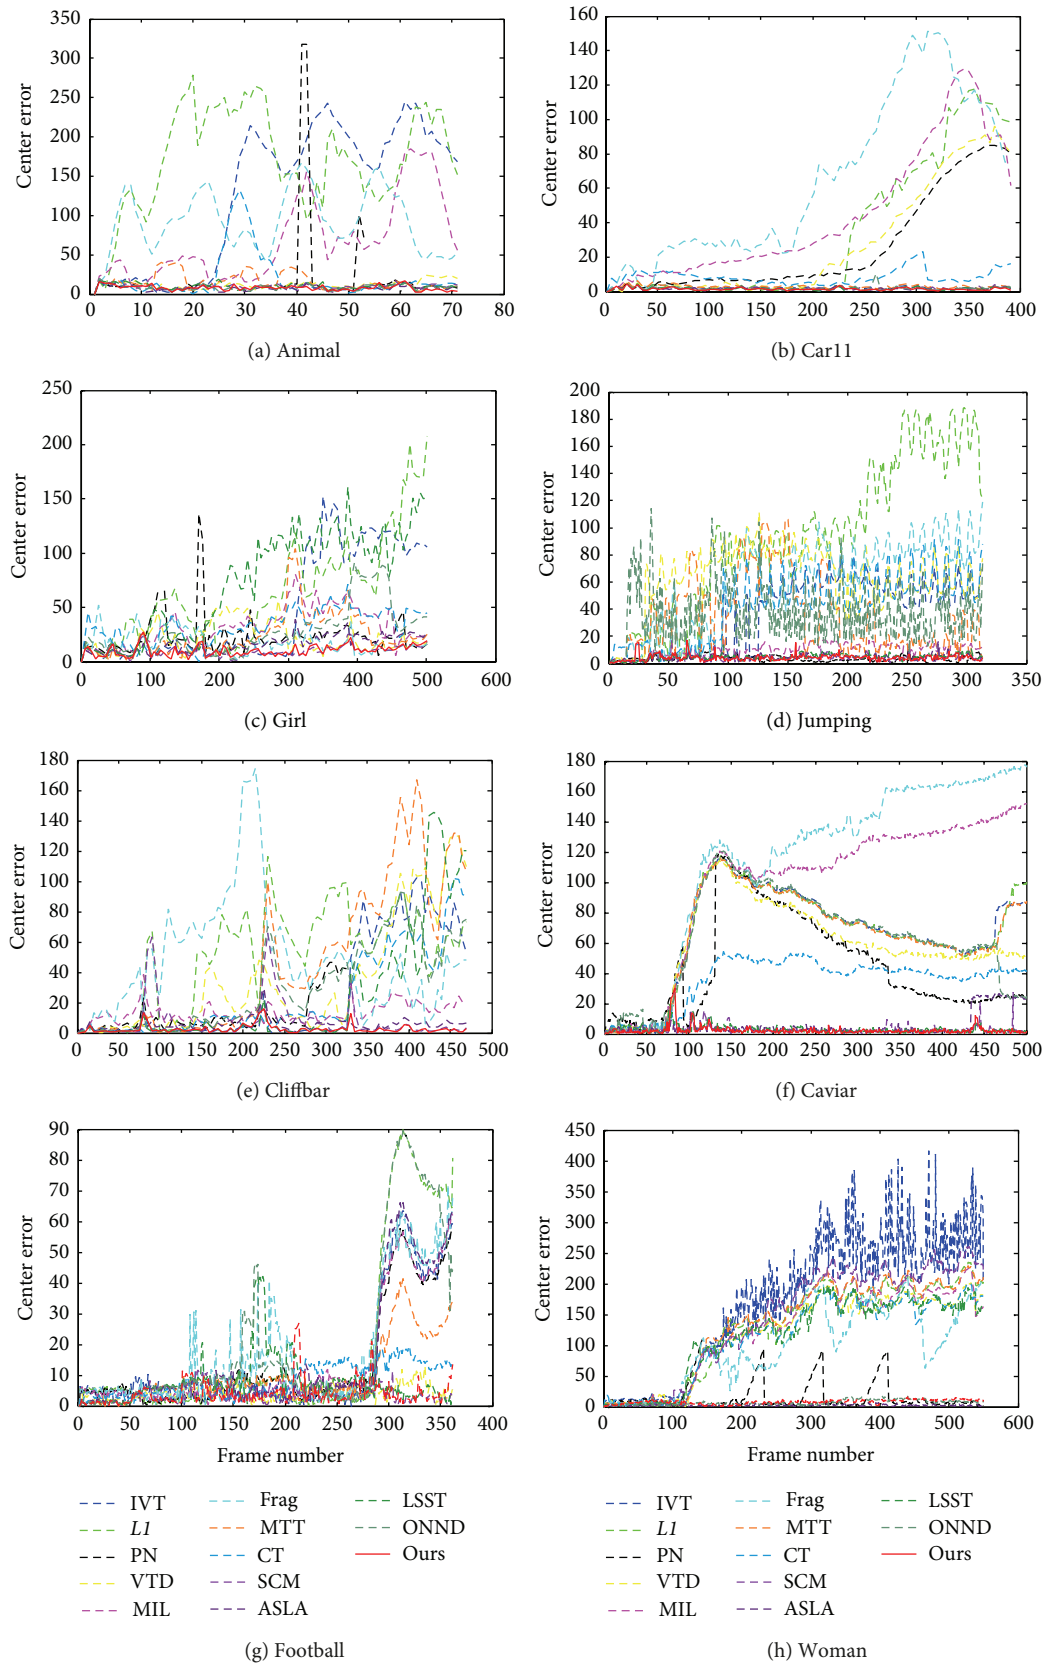 350
300
250
200
150
100
50
0
Center error
0 10 20 30 40 50 60 70 80
(a) Animal
160
140
120
100
80
60
40
20
0
Center error
0 50 100 150 200 250 300 350 400
(b) Car11
250
200
150
100
50
0
Center error
0 100 200 300 400 500 600
(c) Girl
200
180
160
140
120
100
80
60
40
20
0
Center error
0 50 100 150 200 250 300 350
(d) Jumping
180
160
140
120
100
80
60
40
20
0
Center error
0 50 100 150 200 250 300 350 400 450 500
(e) Cliffbar
180
160
140
120
100
80
60
40
20
0
Center error
0 50 100 150 200 250 300 350 400 450 500
(f) Caviar
90
80
70
60
50
40
30
20
10
0
Center error
0 50 100 150 200 250 300 350 400
Frame number
IVT
L1
PN
VTD
MIL
Frag
MTT
CT
SCM
ASLA
LSST
ONND
Ours
(g) Football
450
400
350
300
250
200
150
100
50
0
Center error
0 100 200 300 400 500 600
Frame number
IVT
L1
PN
VTD
MIL
Frag
MTT
CT
SCM
ASLA
LSST
ONND
Ours
(h) Woman